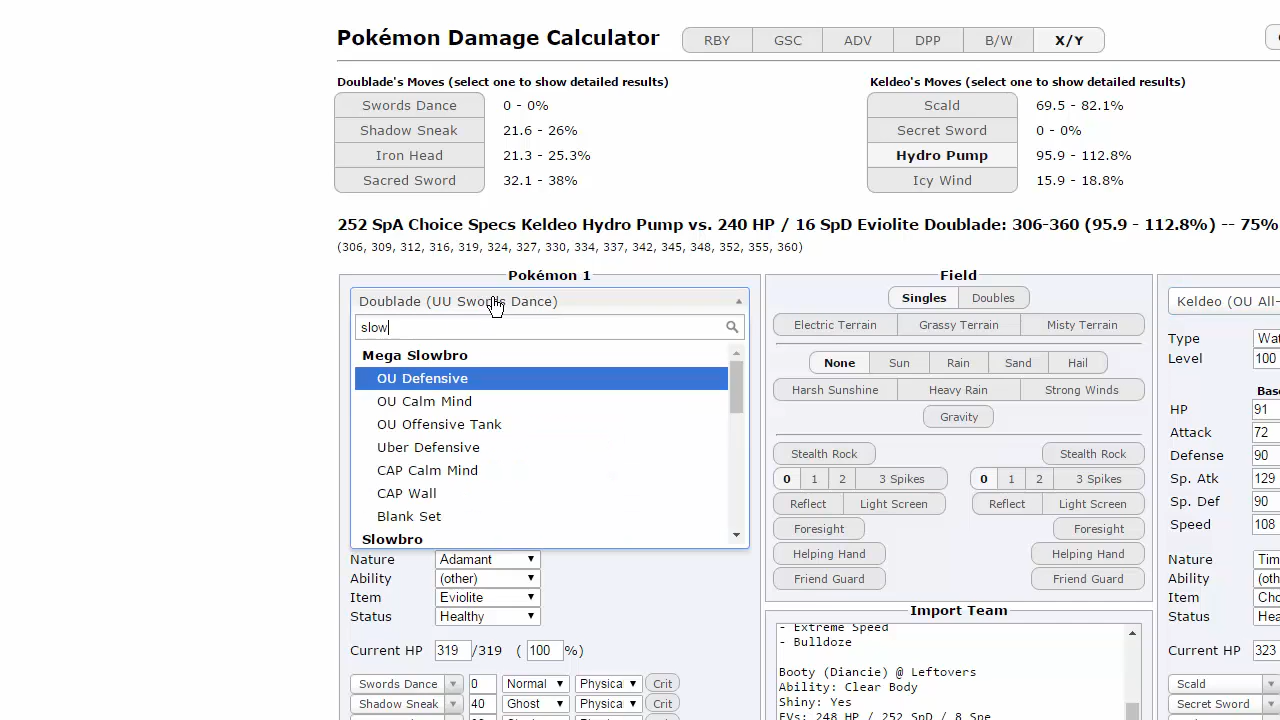 Pokémon Damage Calculator
RBY
GSC
ADV
DPP
B/W
X/Y
Doublade's Moves (select one to show detailed results)
Swords Dance 0 - 0%
Shadow Sneak 21.6 - 26%
Iron Head 21.3 - 25.3%
Sacred Sword 32.1 - 38%
Keldeo's Moves (select one to show detailed results)
Scald 69.5 - 82.1%
Secret Sword 0 - 0%
Hydro Pump 95.9 - 112.8%
Icy Wind 15.9 - 18.8%
252 SpA Choice Specs Keldeo Hydro Pump vs. 240 HP / 16 SpD Eviolite Doublade: 306-360 (95.9 - 112.8%) -- 75%
(306, 309, 312, 316, 319, 324, 327, 330, 334, 337, 342, 345, 348, 352, 355, 360)
Pokémon 1
Doublade (UU Swords Dance)
slow
Mega Slowbro
OU Defensive
OU Calm Mind
OU Offensive Tank
Uber Defensive
CAP Calm Mind
CAP Wall
Blank Set
Slowbro
Nature Adamant
Ability (other)
Item Eviolite
Status Healthy
Current HP 319 /319 ( 100 %)
Swords Dance 0 Normal Physica Crit
Shadow Sneak 40 Ghost Physica Crit
Field
Singles Doubles
Electric Terrain Grassy Terrain Misty Terrain
None Sun Rain Sand Hail
Harsh Sunshine Heavy Rain Strong Winds
Gravity
Stealth Rock Stealth Rock
0 1 2 3 Spikes 0 1 2 3 Spikes
Reflect Light Screen Reflect Light Screen
Foresight Foresight
Helping Hand Helping Hand
Friend Guard Friend Guard
Import Team
- Extreme Speed
- Bulldoze
Booty (Diancie) @ Leftovers
Ability: Clear Body
Shiny: Yes
EVs: 248 HP / 252 SpD / 8 Spe
Keldeo (OU All-
Type Wat
Level 100
Base
HP 91
Attack 72
Defense 90
Sp. Atk 129
Sp. Def 90
Speed 108
Nature Tim
Ability (oth
Item Cho
Status Hea
Current HP 323
Scald
Secret Sword